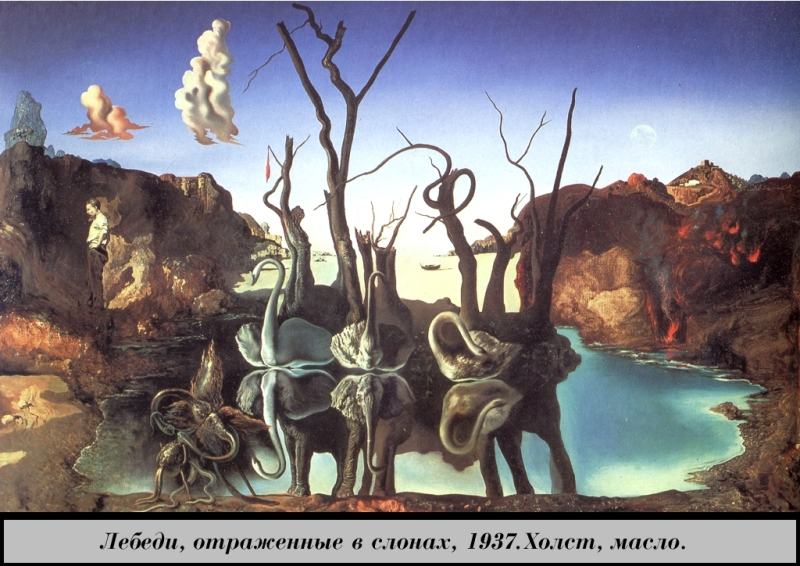 Лебеди, отраженные в слонах, 1937.Холст, масло.